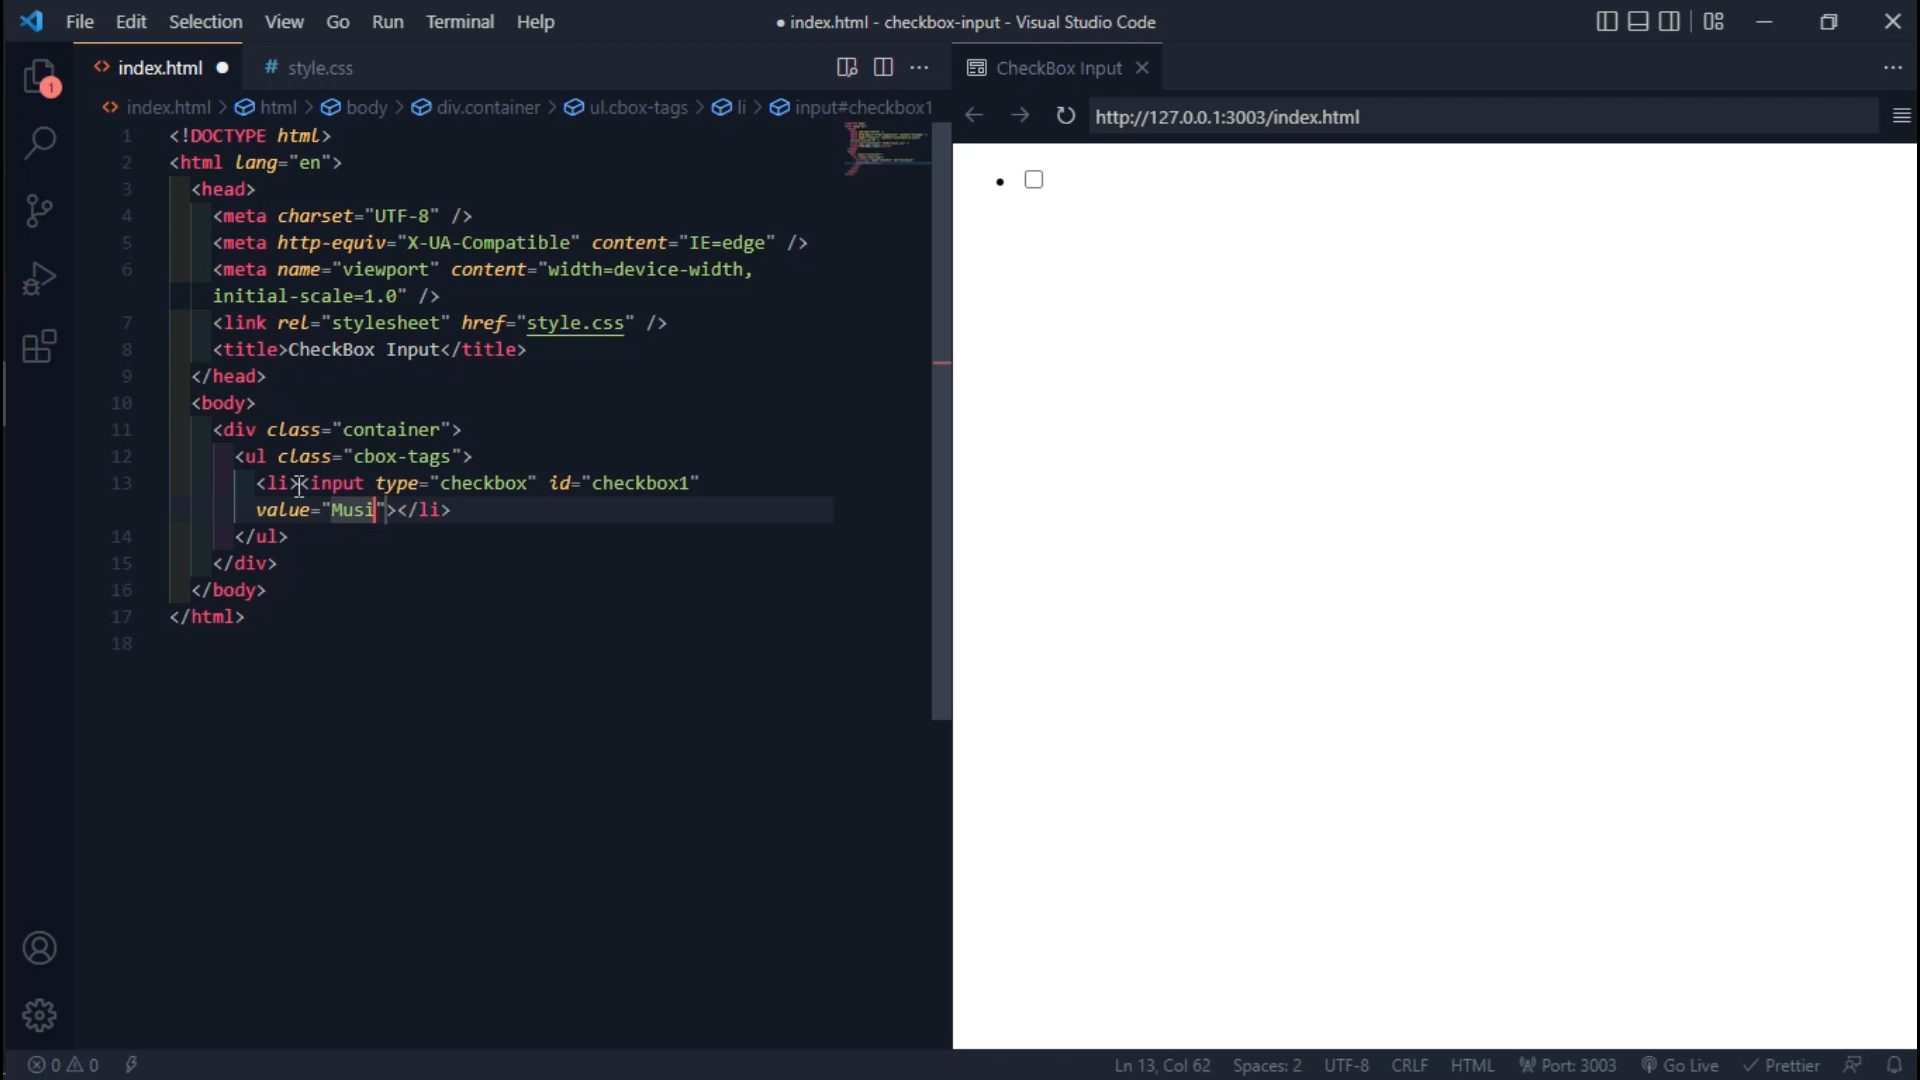 File Edit Selection View Go Run Terminal Help
● index.html - checkbox-input - Visual Studio Code
index.html ●
# style.css
CheckBox Input
1
index.html > html > body > div.container > ul.cbox-tags > li > input#checkbox1
http://127.0.0.1:3003/index.html
1 <!DOCTYPE html>
2 <html lang="en">
3 <head>
4 <meta charset="UTF-8" />
5 <meta http-equiv="X-UA-Compatible" content="IE=edge" />
6 <meta name="viewport" content="width=device-width,
initial-scale=1.0" />
7 <link rel="stylesheet" href="style.css" />
8 <title>CheckBox Input</title>
9 </head>
10 <body>
11 <div class="container">
12 <ul class="cbox-tags">
13 <li><input type="checkbox" id="checkbox1"
value="Musi"></li>
14 </ul>
15 </div>
16 </body>
17 </html>
18
0 0
Ln 13, Col 62 Spaces: 2 UTF-8 CRLF HTML Port: 3003 Go Live ✓ Prettier